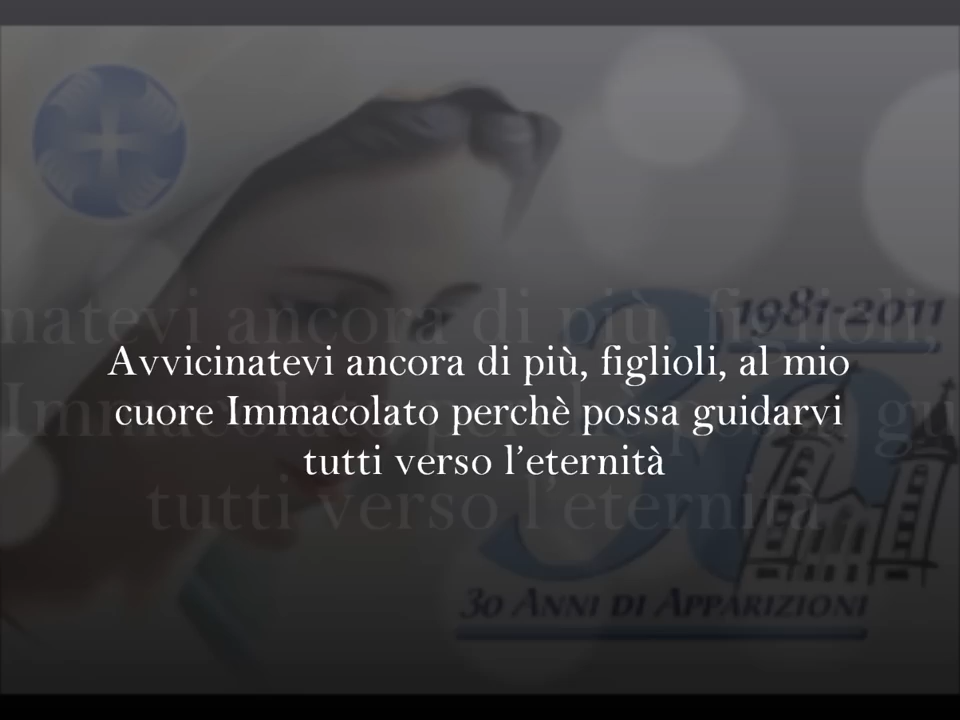 1981-2011
Avvicinatevi ancora di più, figlioli, al mio
cuore Immacolato perchè possa guidarvi
tutti verso l'eternità
30
30 ANNI DI APPARIZIONI